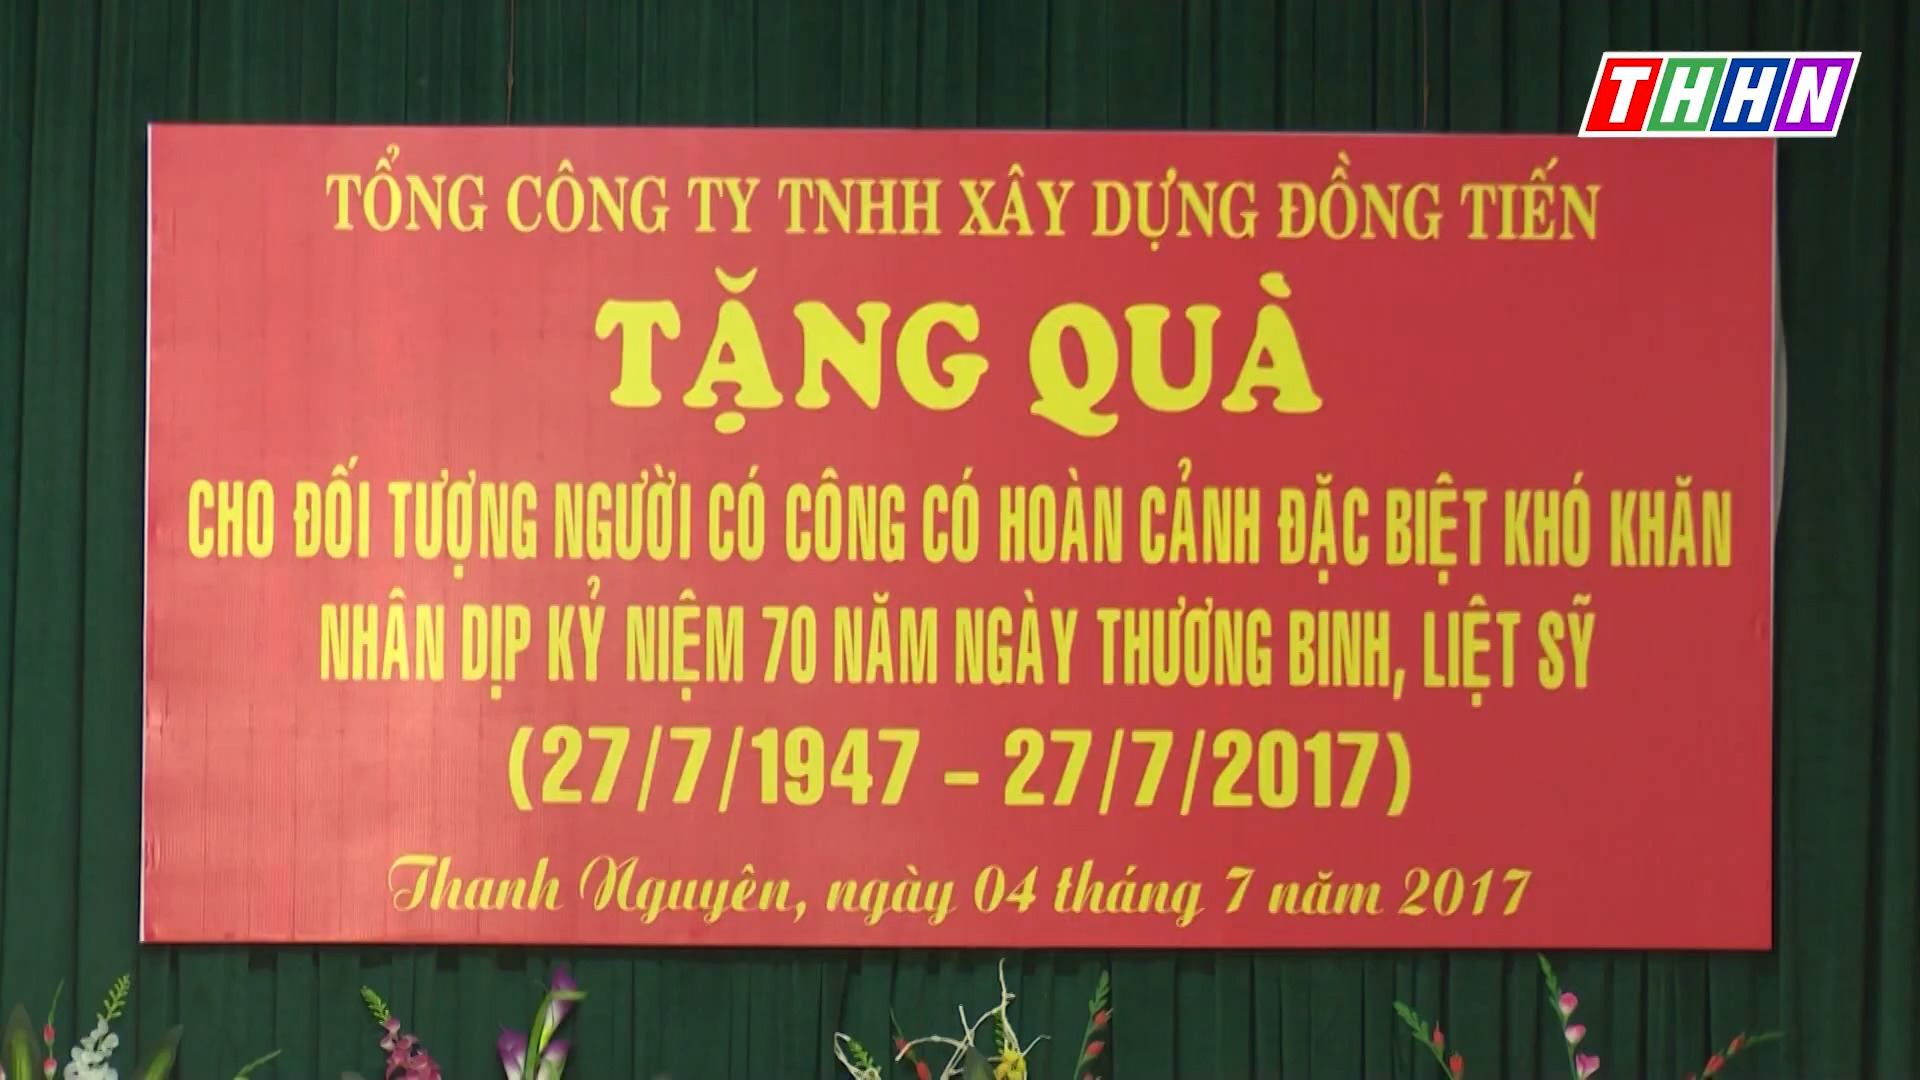 THHN
TỔNG CÔNG TY TNHH XÂY DỰNG ĐỒNG TIẾN
TẶNG QUÀ
CHO ĐỐI TƯỢNG NGƯỜI CÓ CÔNG CÓ HOÀN CẢNH ĐẶC BIỆT KHÓ KHĂN
NHÂN DỊP KỶ NIỆM 70 NĂM NGÀY THƯƠNG BINH, LIỆT SỸ
(27/7/1947 – 27/7/2017)
Thanh Nguyên, ngày 04 tháng 7 năm 2017